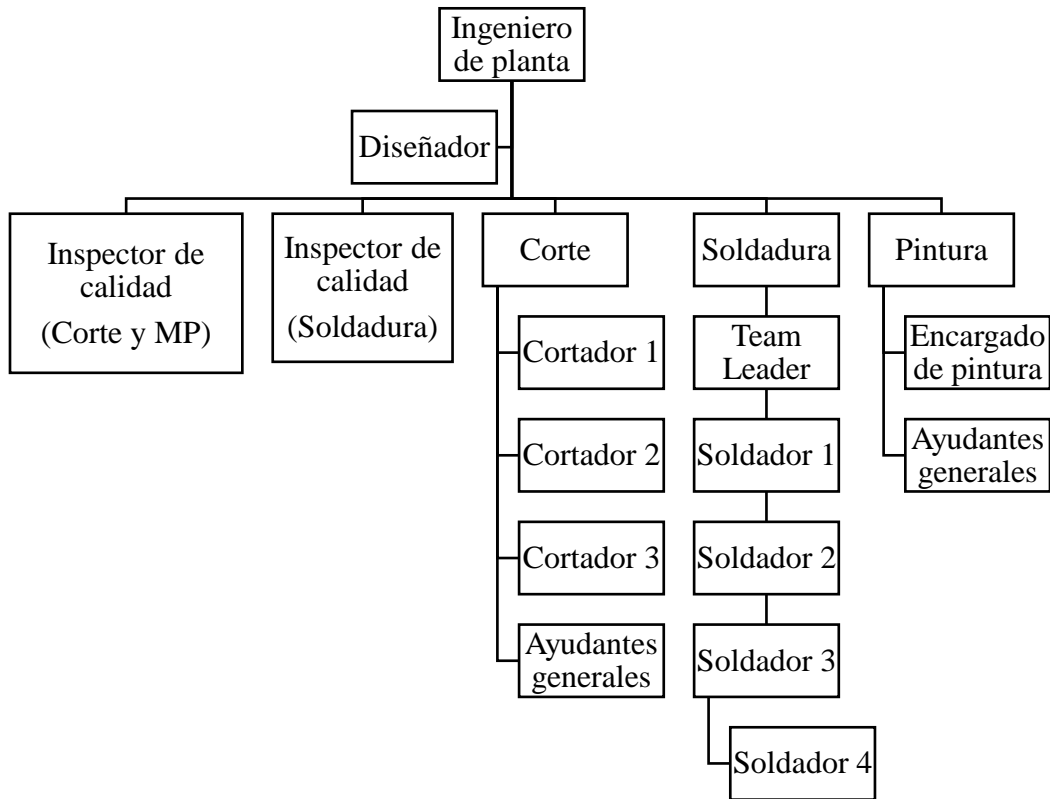 Ingeniero
de planta
Diseñador
Inspector de
calidad
(Corte y MP)
Inspector de
calidad
(Soldadura)
Corte
Soldadura
Pintura
Cortador 1
Cortador 2
Cortador 3
Ayudantes
generales
Team
Leader
Soldador 1
Soldador 2
Soldador 3
Soldador 4
Encargado
de pintura
Ayudantes
generales